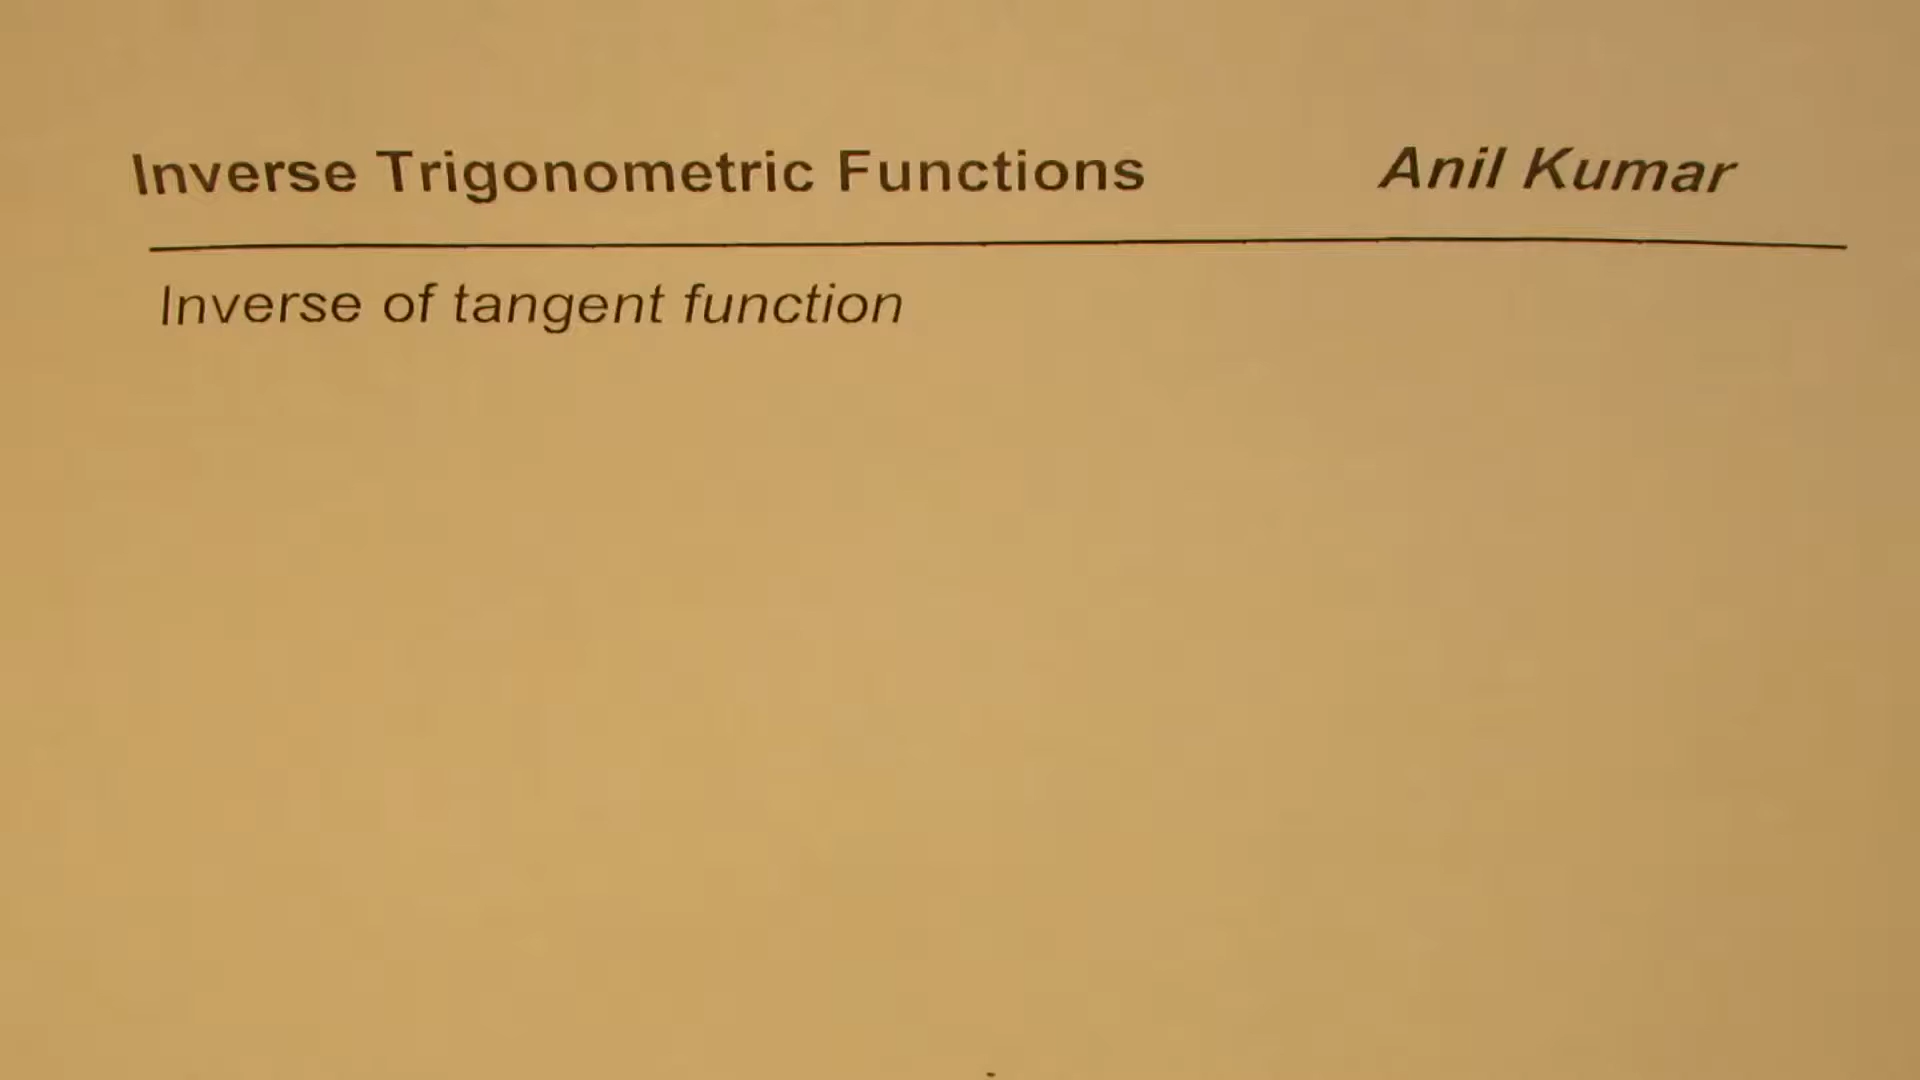 Inverse Trigonometric Functions Anil Kumar
Inverse of tangent function